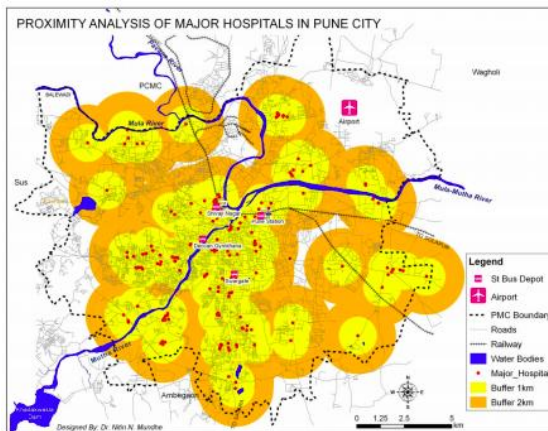 PROXIMITY ANALYSIS OF MAJOR HOSPITALS IN PUNE CITY
Wagholi
PCMC
BALEWADI
Airport
Mula River
Sus
Mula-Mutha River
Shivaji Nagar
Pune Station
Deccan Gymkhana
Swargate
Mutha River
Ambegaon
Khadakwasla
Dam
Legend
St Bus Depot
Airport
PMC Boundary
Roads
Railway
Water Bodies
Major_Hospital
Buffer 1km
Buffer 2km
N
W
E
S
0 1.25 2.5 5
km
Designed By: Dr. Nitin N. Mundhe